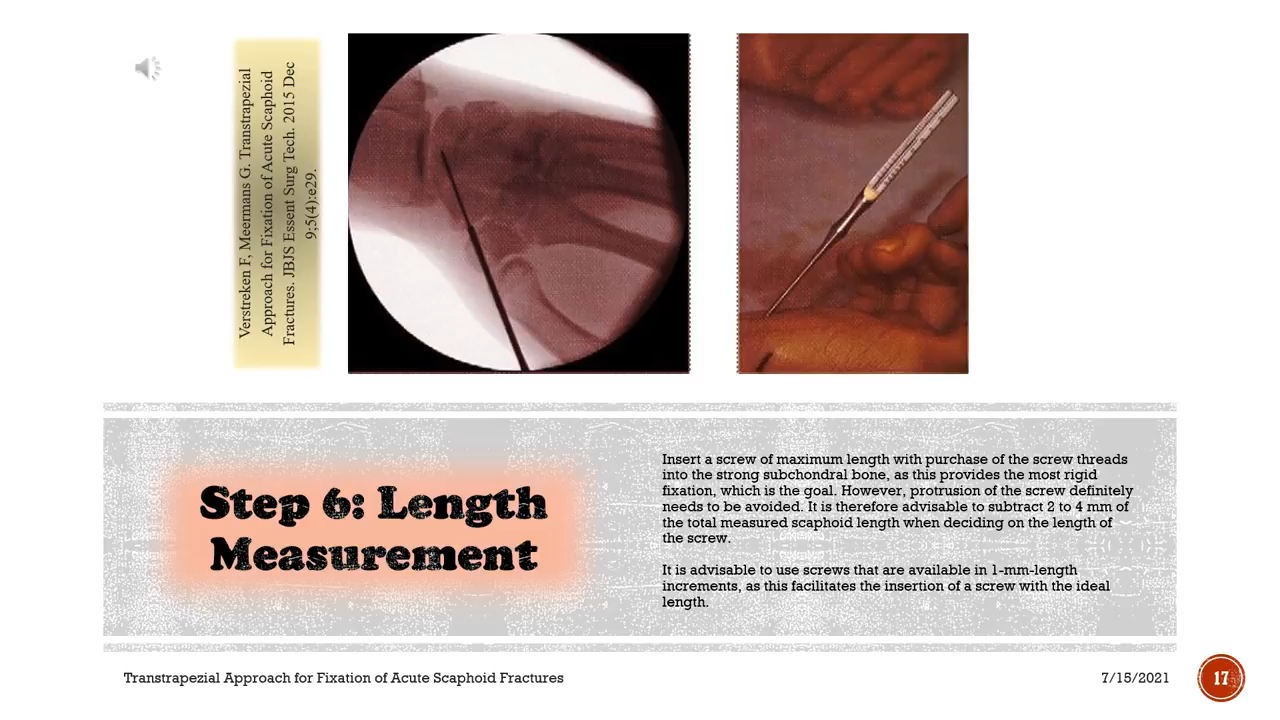 Verstreken F, Meermans G. Transtrapezial
Approach for Fixation of Acute Scaphoid
Fractures. JBJS Essent Surg Tech. 2015 Dec
9;5(4):e29.
Step 6: Length
Measurement
Insert a screw of maximum length with purchase of the screw threads
into the strong subchondral bone, as this provides the most rigid
fixation, which is the goal. However, protrusion of the screw definitely
needs to be avoided. It is therefore advisable to subtract 2 to 4 mm of
the total measured scaphoid length when deciding on the length of
the screw.
It is advisable to use screws that are available in 1-mm-length
increments, as this facilitates the insertion of a screw with the ideal
length.
Transtrapezial Approach for Fixation of Acute Scaphoid Fractures
7/15/2021
17